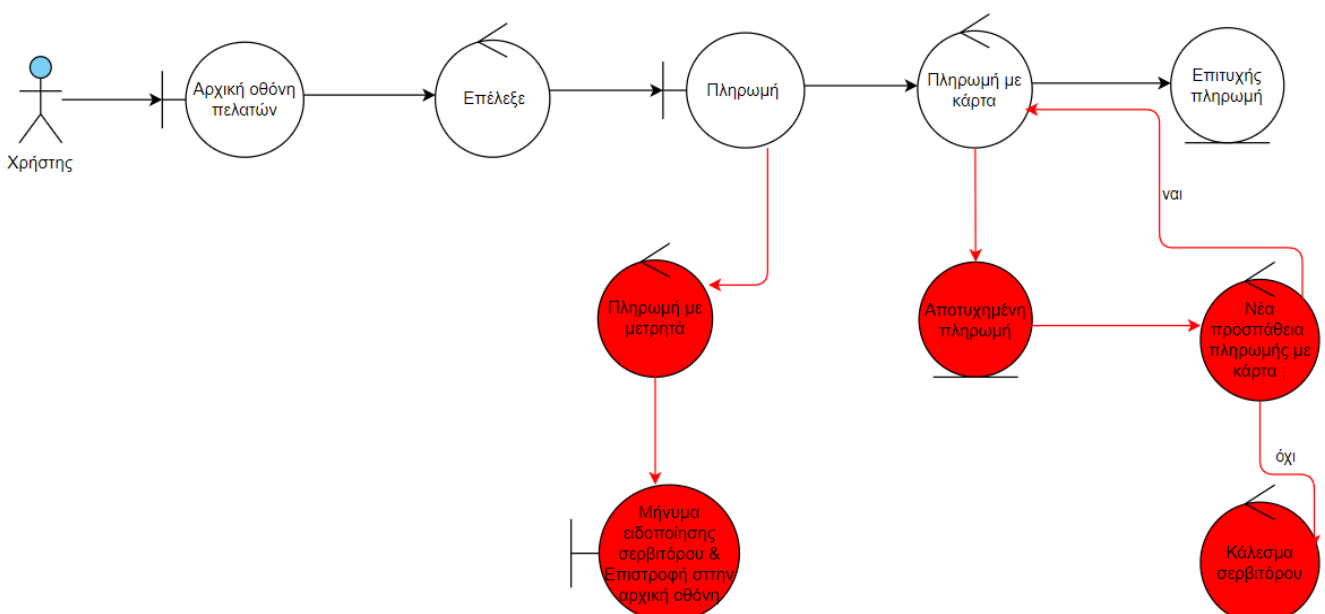 Χρήστης
Αρχική οθόνη
πελατών
Επέλεξε
Πληρωμή
Πληρωμή με
κάρτα
Επιτυχής
πληρωμή
ναι
Πληρωμή με
μετρητά
Αποτυχημένη
πληρωμή
Νέα
προσπάθεια
πληρωμής με
κάρτα ;
όχι
Μήνυμα
ειδοποίησης
σερβιτόρου &
Επιστροφή σττην
αρχική οθόνη
Κάλεσμα
σερβιτόρου